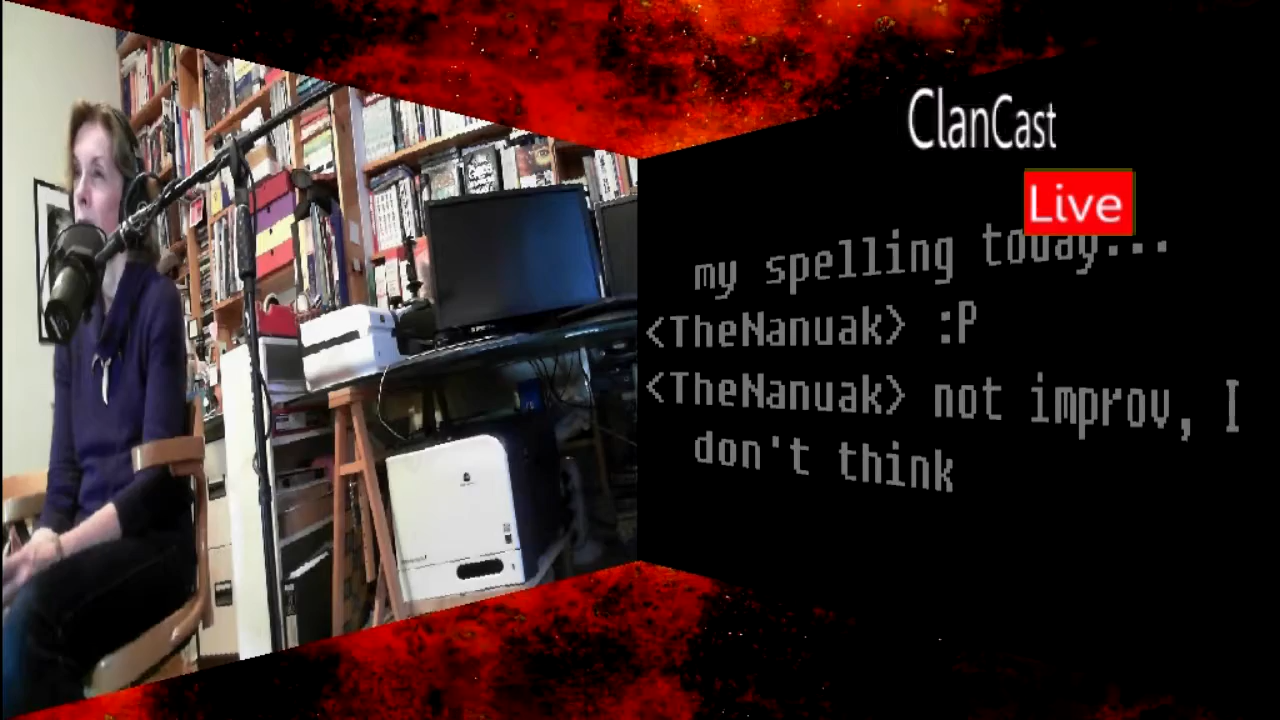 ClanCast
Live
my spelling today...
<TheNanuak> :P
<TheNanuak> not improv, I
don't think